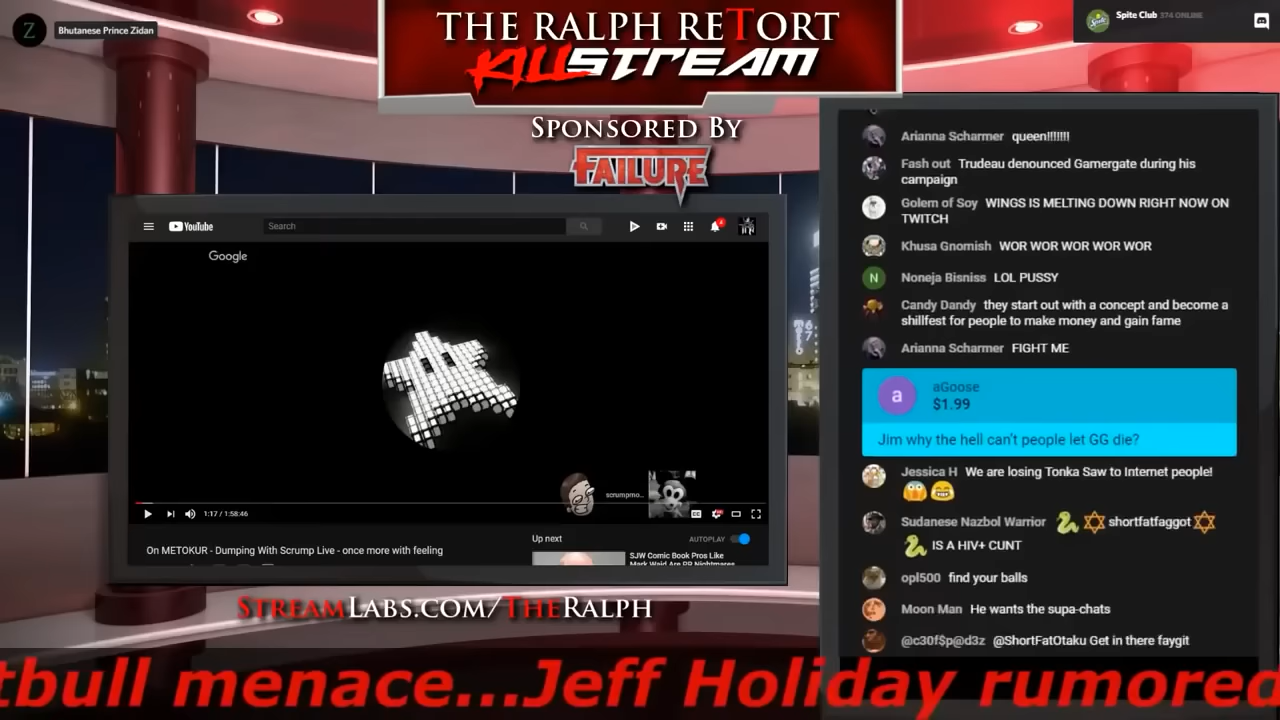 Z
Bhutanese Prince Zidan
THE RALPH RETORT
KILLSTREAM
SPONSORED BY
FAILURE
Spite Club 374 ONLINE
YouTube
Search
Google
scrumpmo...
1:17 / 1:58:46
On METOKUR - Dumping With Scrump Live - once more with feeling
Up next
AUTOPLAY
SJW Comic Book Pros Like
Mark Waid Are PR Nightmares
STREAMLABS.COM/THERALPH
Arianna Scharmer queen!!!!!!!
Fash out Trudeau denounced Gamergate during his
campaign
Golem of Soy WINGS IS MELTING DOWN RIGHT NOW ON
TWITCH
Khusa Gnomish WOR WOR WOR WOR WOR
N
Noneja Bisniss LOL PUSSY
Candy Dandy they start out with a concept and become a
shillfest for people to make money and gain fame
Arianna Scharmer FIGHT ME
a
aGoose
$1.99
Jim why the hell can't people let GG die?
Jessica H We are losing Tonka Saw to Internet people!
😱😂
Sudanese Nazbol Warrior 🐍🔯shortfatfaggot🔯
🐍 IS A HIV+ CUNT
opl500 find your balls
Moon Man He wants the supa-chats
@c30f$p@d3z @ShortFatOtaku Get in there faygit
tbull menace...Jeff Holiday rumored